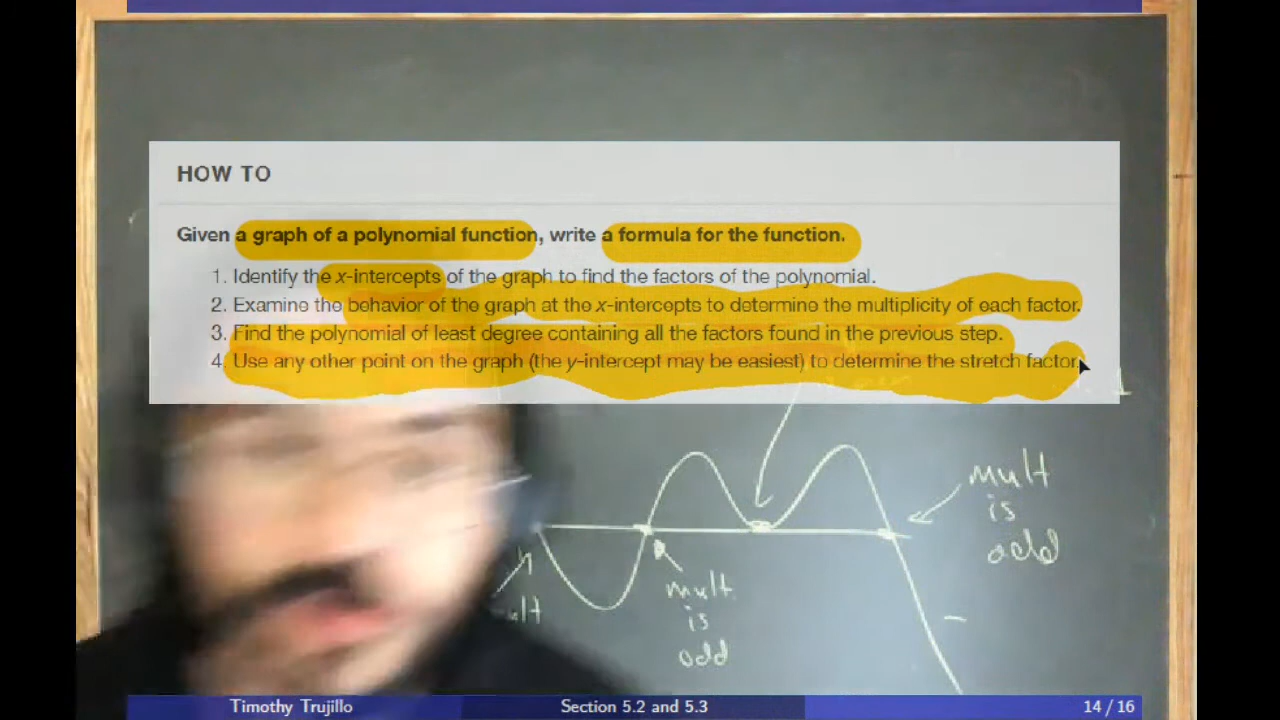 HOW TO
Given a graph of a polynomial function, write a formula for the function.
1. Identify the x-intercepts of the graph to find the factors of the polynomial.
2. Examine the behavior of the graph at the x-intercepts to determine the multiplicity of each factor.
3. Find the polynomial of least degree containing all the factors found in the previous step.
4. Use any other point on the graph (the y-intercept may be easiest) to determine the stretch factor.
mult
is
odd
mult
is
odd
Timothy Trujillo Section 5.2 and 5.3 14 / 16